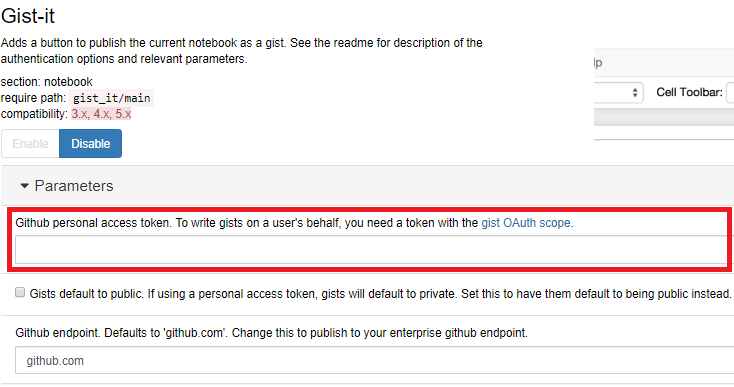 Gist-it
Adds a button to publish the current notebook as a gist. See the readme for description of the
authentication options and relevant parameters.
section: notebook
require path: gist_it/main
compatibility: 3.x, 4.x, 5.x
lp
Cell Toolbar:
Enable
Disable
Parameters
Github personal access token. To write gists on a user's behalf, you need a token with the gist OAuth scope.
Gists default to public. If using a personal access token, gists will default to private. Set this to have them default to being public instead.
Github endpoint. Defaults to 'github.com'. Change this to publish to your enterprise github endpoint.
github.com